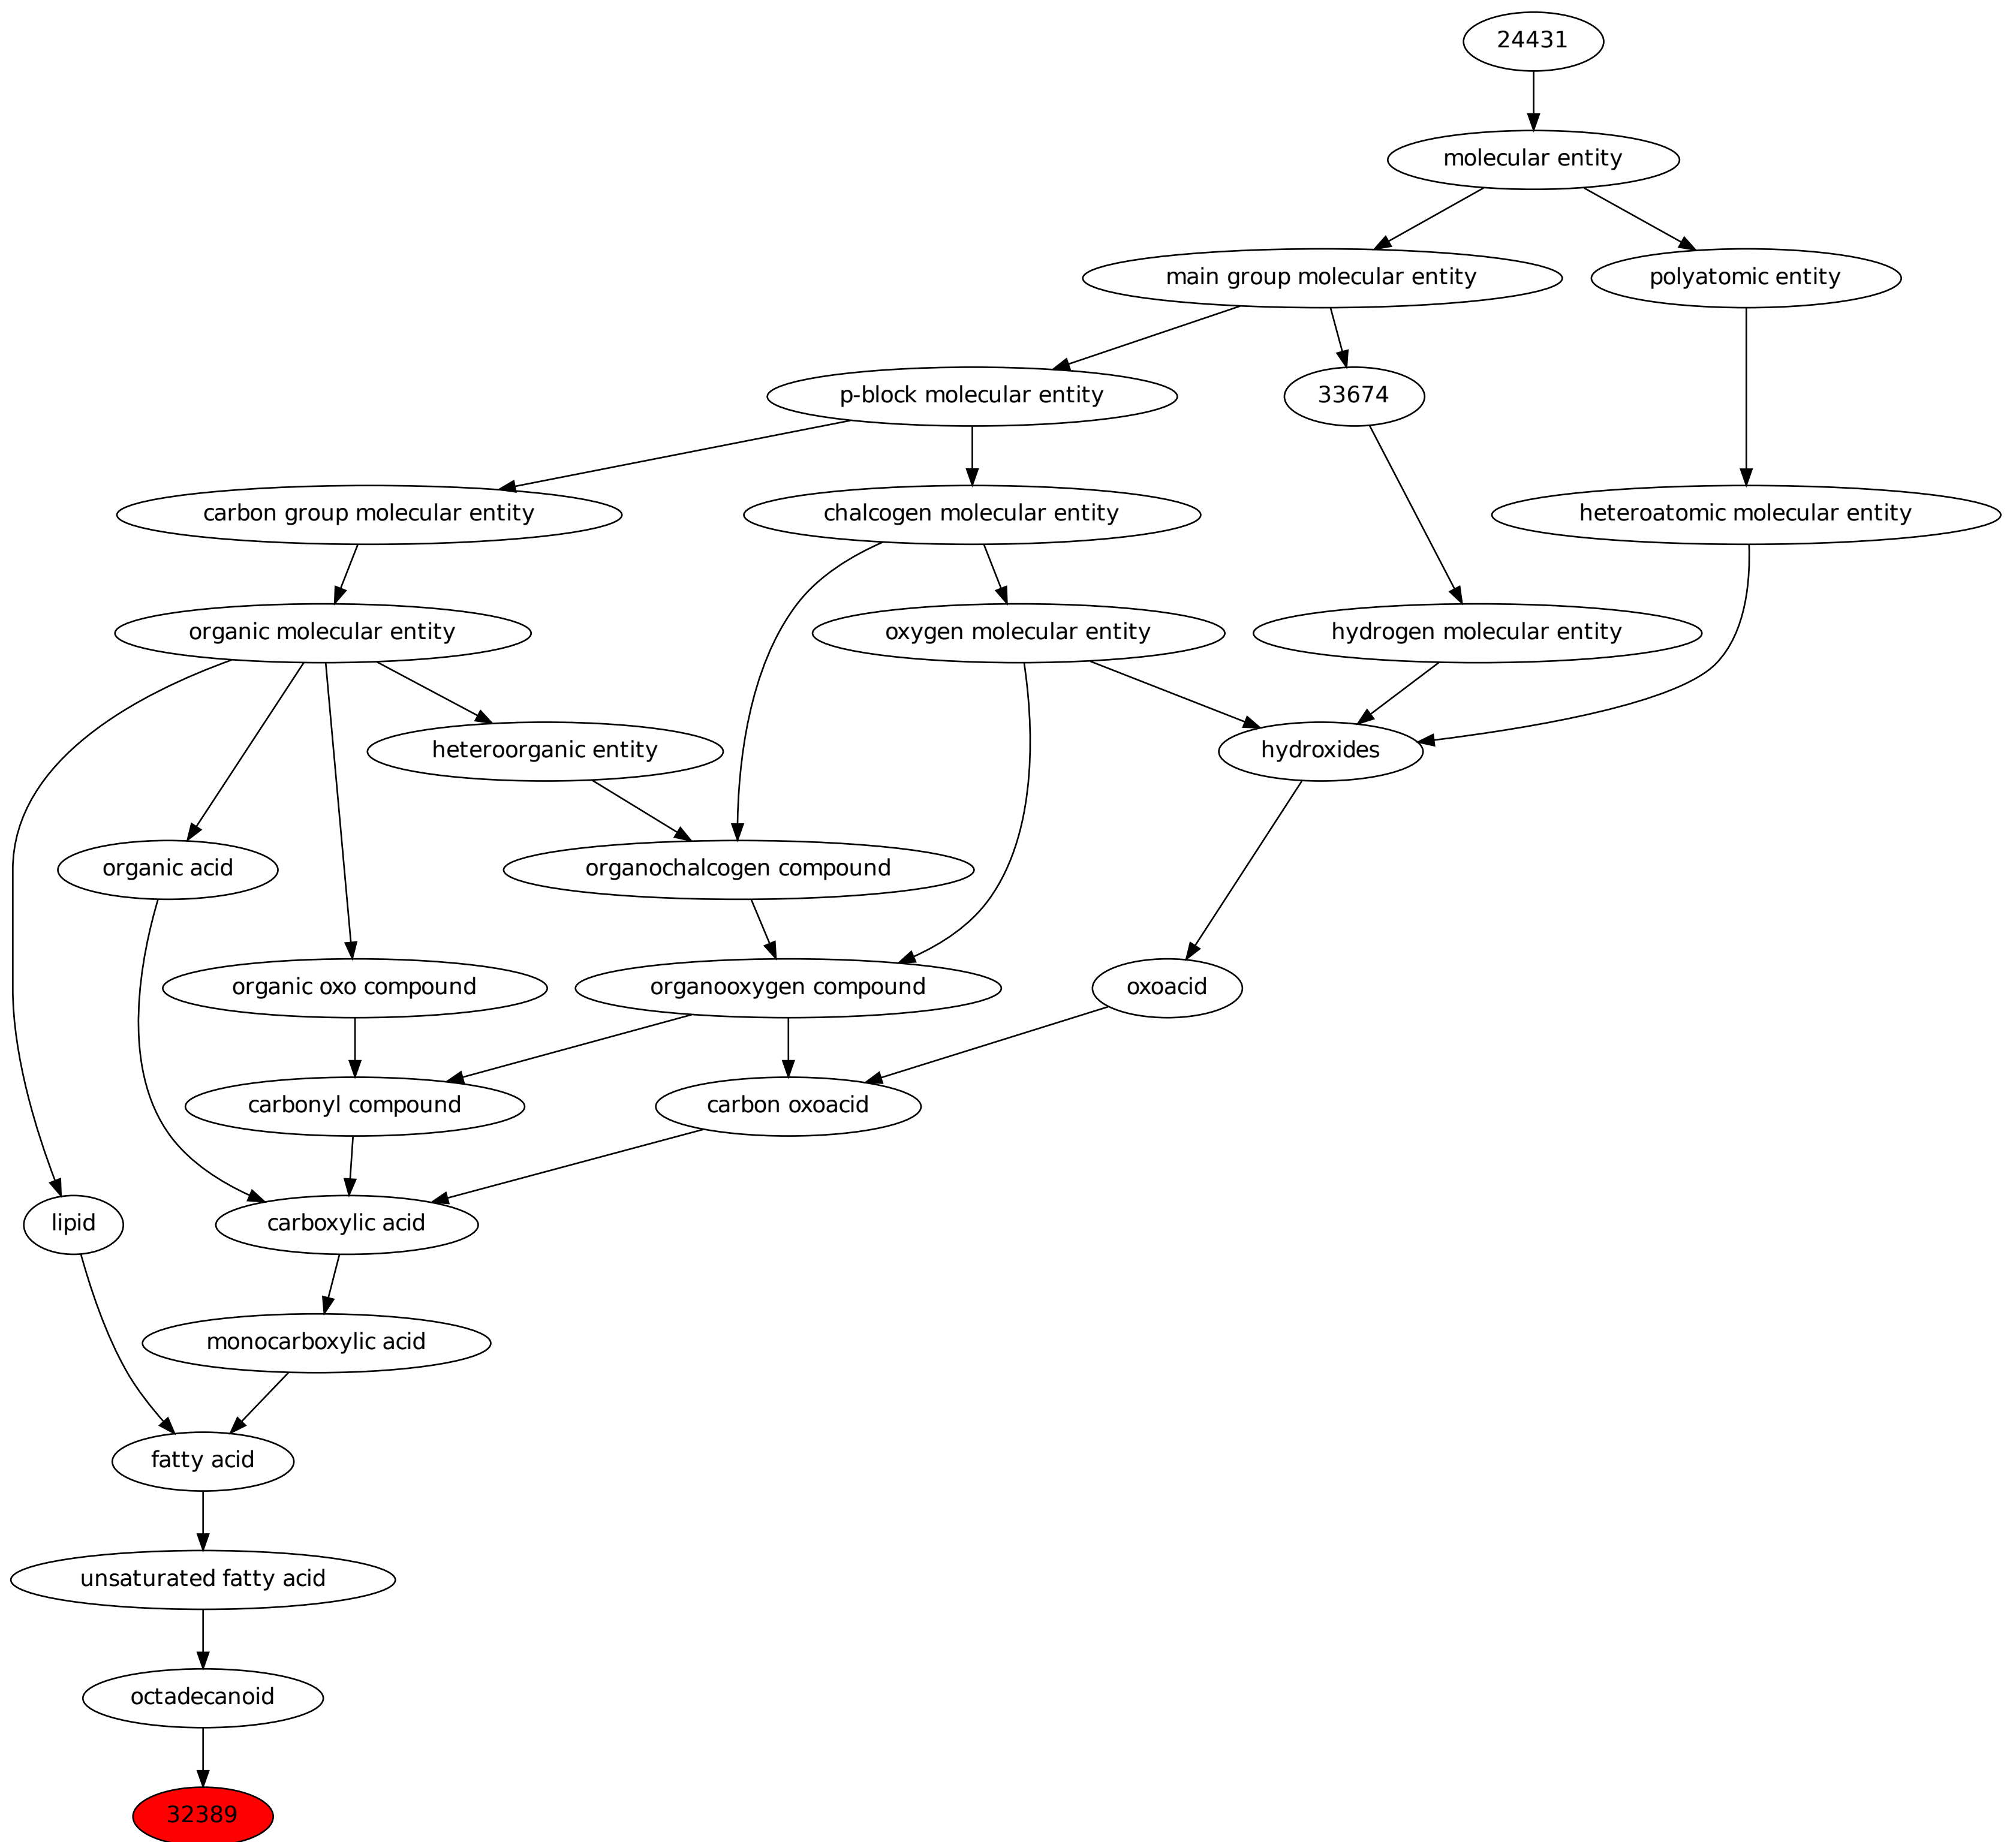 24431
molecular entity
main group molecular entity
polyatomic entity
p-block molecular entity
33674
carbon group molecular entity
chalcogen molecular entity
heteroatomic molecular entity
organic molecular entity
oxygen molecular entity
hydrogen molecular entity
heteroorganic entity
hydroxides
organic acid
organochalcogen compound
organic oxo compound
organooxygen compound
oxoacid
carbonyl compound
carbon oxoacid
lipid
carboxylic acid
monocarboxylic acid
fatty acid
unsaturated fatty acid
octadecanoid
32389